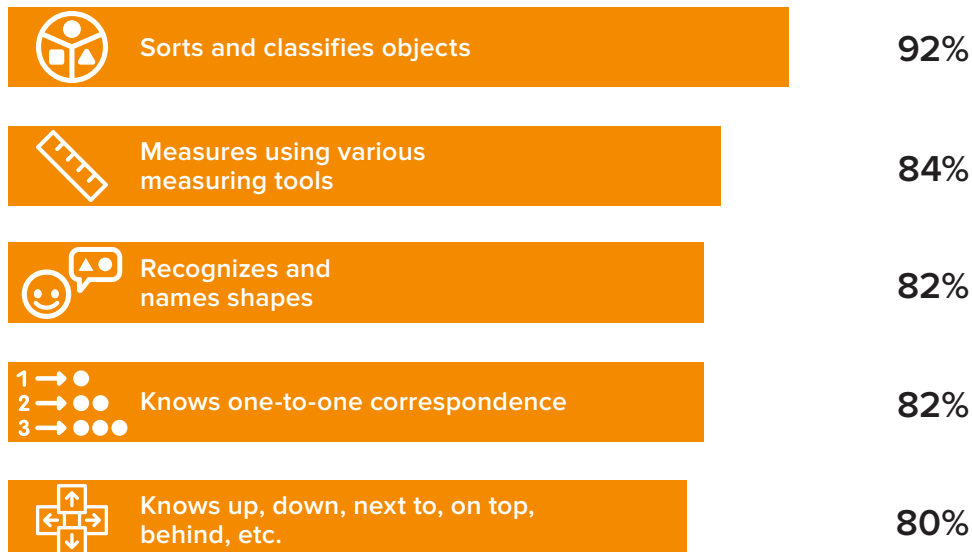 Sorts and classifies objects
92%
Measures using various
measuring tools
84%
Recognizes and
names shapes
82%
1
2
3
Knows one-to-one correspondence
82%
Knows up, down, next to, on top,
behind, etc.
80%